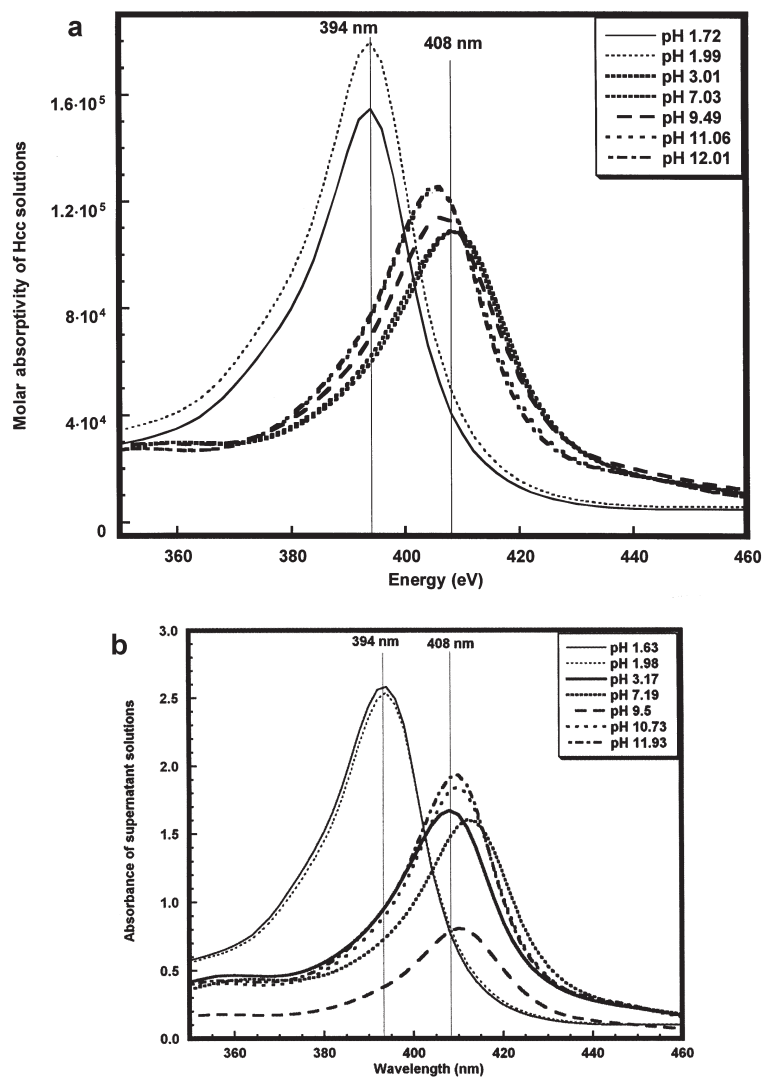 a
394 nm
408 nm
pH 1.72
pH 1.99
pH 3.01
pH 7.03
pH 9.49
pH 11.06
pH 12.01
Molar absorptivity of Hcc solutions
1.6·10⁵
1.2·10⁵
8·10⁴
4·10⁴
0
360
380
400
420
440
460
Energy (eV)
b
394 nm
408 nm
pH 1.63
pH 1.98
pH 3.17
pH 7.19
pH 9.5
pH 10.73
pH 11.93
Absorbance of supernatant solutions
3.0
2.5
2.0
1.5
1.0
0.5
0.0
360
380
400
420
440
460
Wavelength (nm)